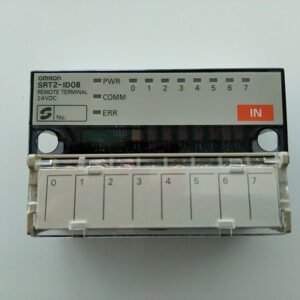 OMRON
SRT2-ID08
REMOTE TERMINAL
24VDC
S No.
PWR
COMM
ERR
0 1 2 3 4 5 6 7
IN
0 1 2 3 4 5 6 7